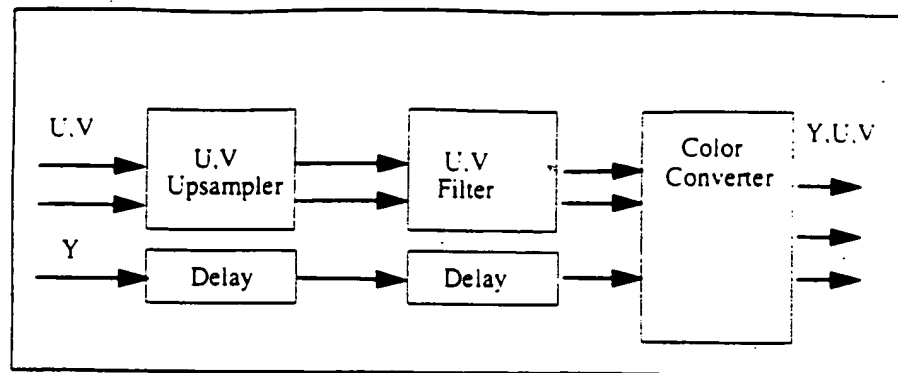 U.V
U.V
Upsampler
U.V
Filter
Color
Converter
Y.U.V
Y
Delay
Delay